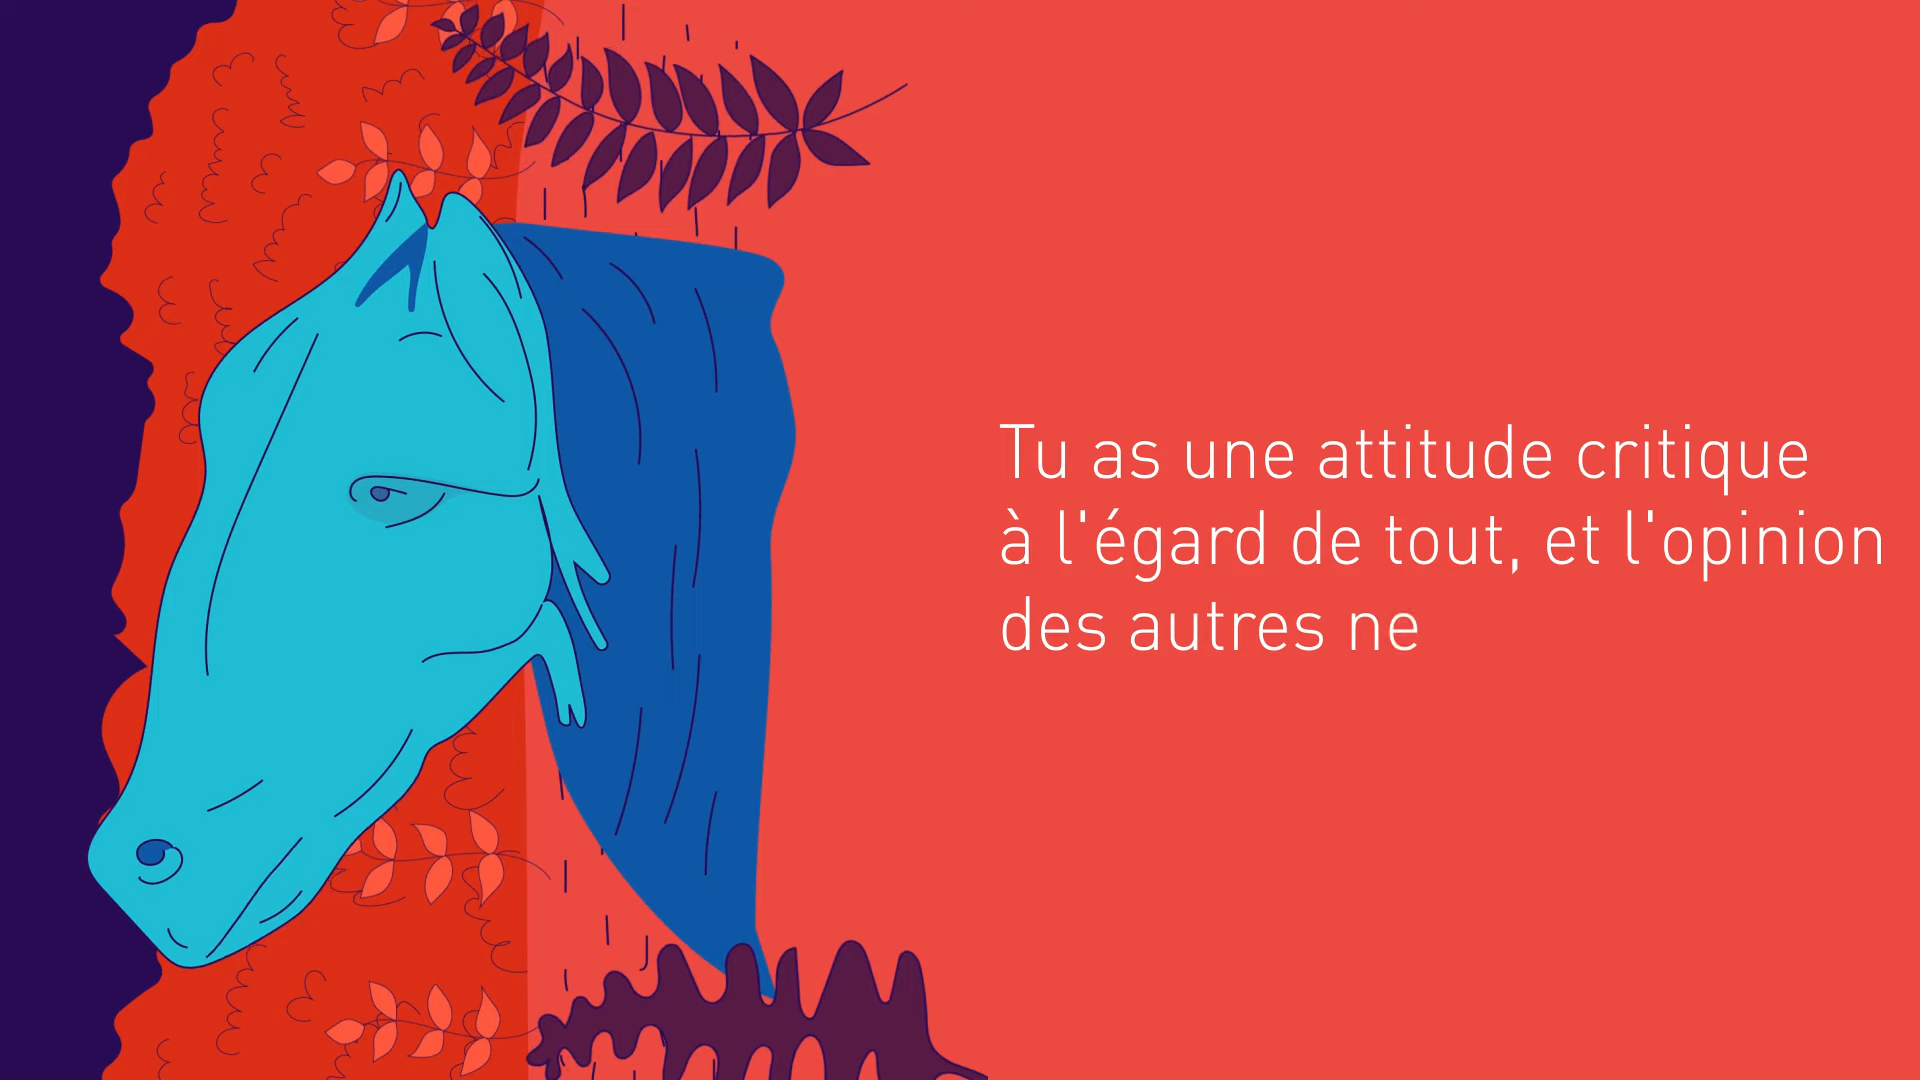 Tu as une attitude critique
à l'égard de tout, et l'opinion
des autres ne